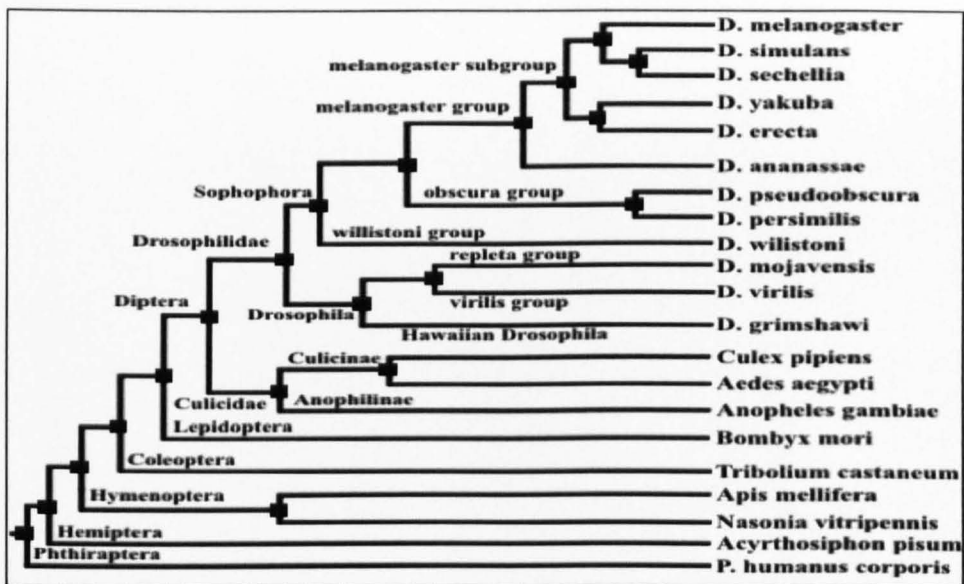 D. melanogaster
D. simulans
melanogaster subgroup
D. sechellia
melanogaster group
D. yakuba
D. erecta
D. ananassae
Sophophora
obscura group
D. pseudoobscura
D. persimilis
willistoni group
D. wilistoni
Drosophilidae
repleta group
D. mojavensis
Diptera
virilis group
D. virilis
Drosophila
Hawaiian Drosophila
D. grimshawi
Culicinae
Culex pipiens
Aedes aegypti
Culicidae
Anophilinae
Anopheles gambiae
Lepidoptera
Bombyx mori
Coleoptera
Tribolium castaneum
Hymenoptera
Apis mellifera
Nasonia vitripennis
Hemiptera
Acyrthosiphon pisum
Phthiraptera
P. humanus corporis